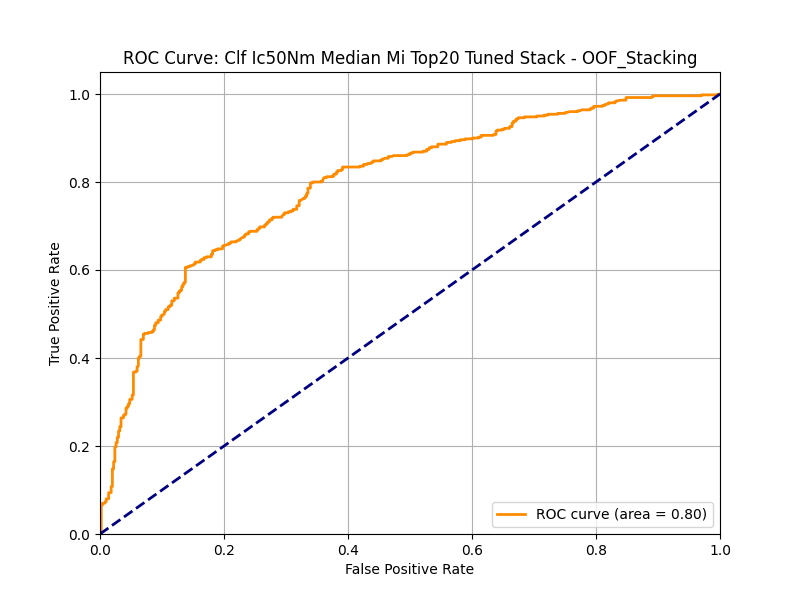 ROC Curve: Clf Ic50Nm Median Mi Top20 Tuned Stack - OOF_Stacking
True Positive Rate
1.0
0.8
0.6
0.4
0.2
0.0
0.0 0.2 0.4 0.6 0.8 1.0
False Positive Rate
ROC curve (area = 0.80)